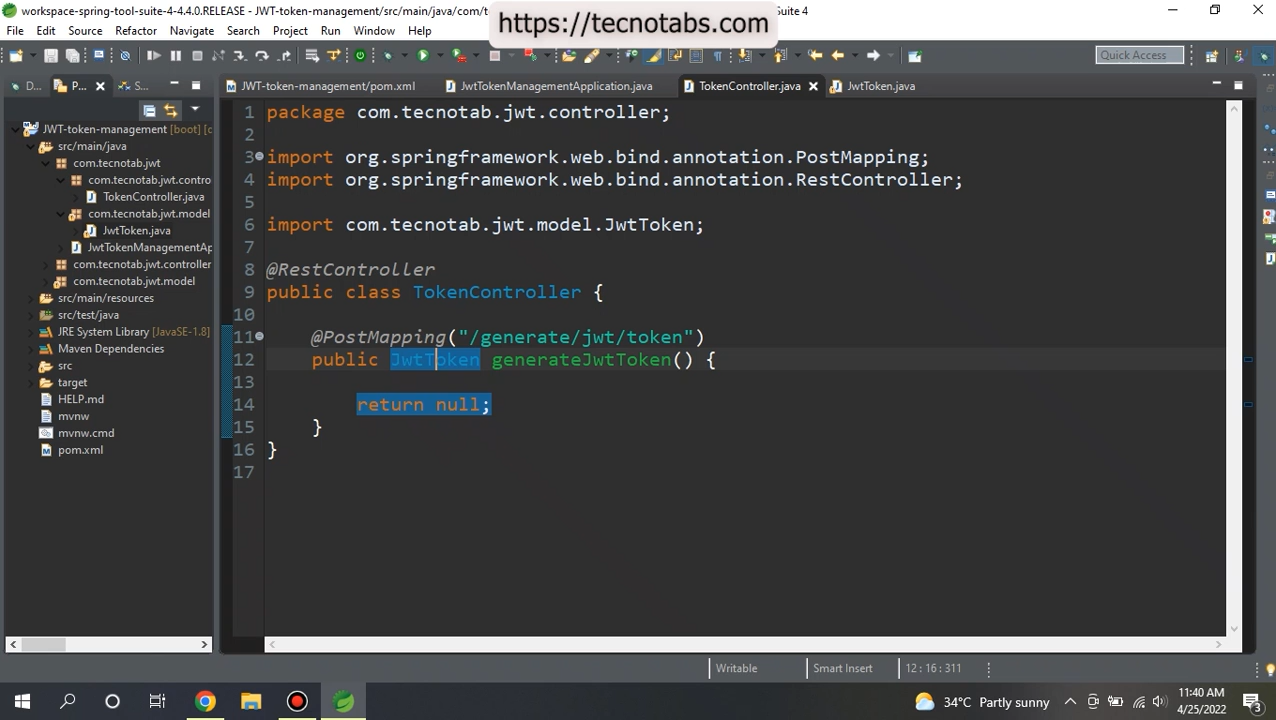 workspace-spring-tool-suite-4-4.4.0.RELEASE - JWT-token-management/src/main/java/com/t
https://tecnotabs.com
Suite 4
File Edit Source Refactor Navigate Search Project Run Window Help
Quick Access
D... P... S...
JWT-token-management/pom.xml
JwtTokenManagementApplication.java
TokenController.java
JwtToken.java
JWT-token-management [boot] [c
src/main/java
com.tecnotab.jwt
com.tecnotab.jwt.contro
TokenController.java
com.tecnotab.jwt.model
JwtToken.java
JwtTokenManagementAp
com.tecnotab.jwt.controller
com.tecnotab.jwt.model
src/main/resources
src/test/java
JRE System Library [JavaSE-1.8]
Maven Dependencies
src
target
HELP.md
mvnw
mvnw.cmd
pom.xml
1 package com.tecnotab.jwt.controller;
2
3 import org.springframework.web.bind.annotation.PostMapping;
4 import org.springframework.web.bind.annotation.RestController;
5
6 import com.tecnotab.jwt.model.JwtToken;
7
8 @RestController
9 public class TokenController {
10
11 @PostMapping("/generate/jwt/token")
12 public JwtToken generateJwtToken() {
13
14 return null;
15 }
16 }
17
Writable
Smart Insert
12 : 16 : 311
34°C Partly sunny
11:40 AM
4/25/2022
3